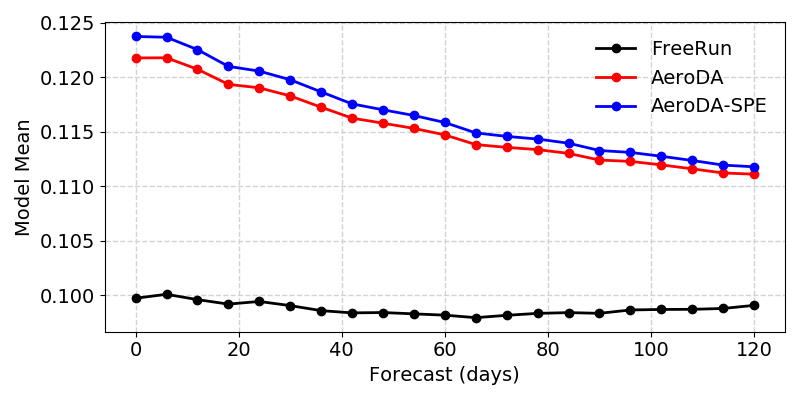 0.125
0.120
0.115
0.110
0.105
0.100
Model Mean
FreeRun
AeroDA
AeroDA-SPE
0 20 40 60 80 100 120
Forecast (days)